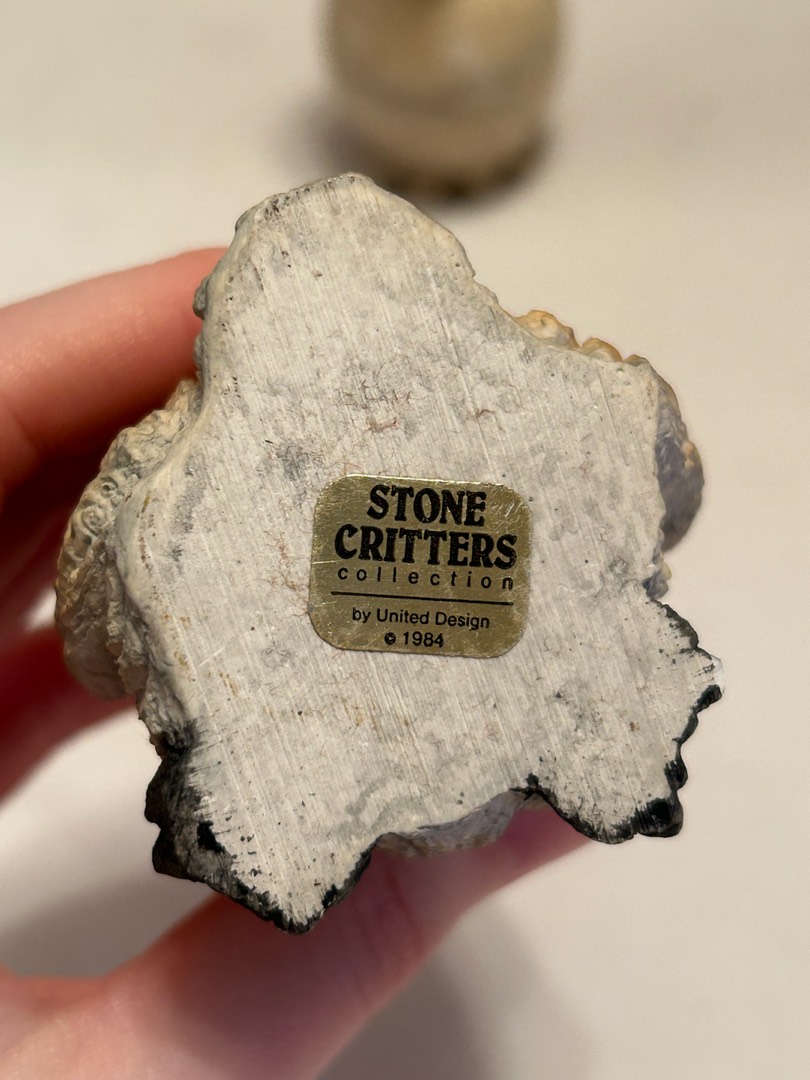 STONE
CRITTERS
collection
by United Design
© 1984